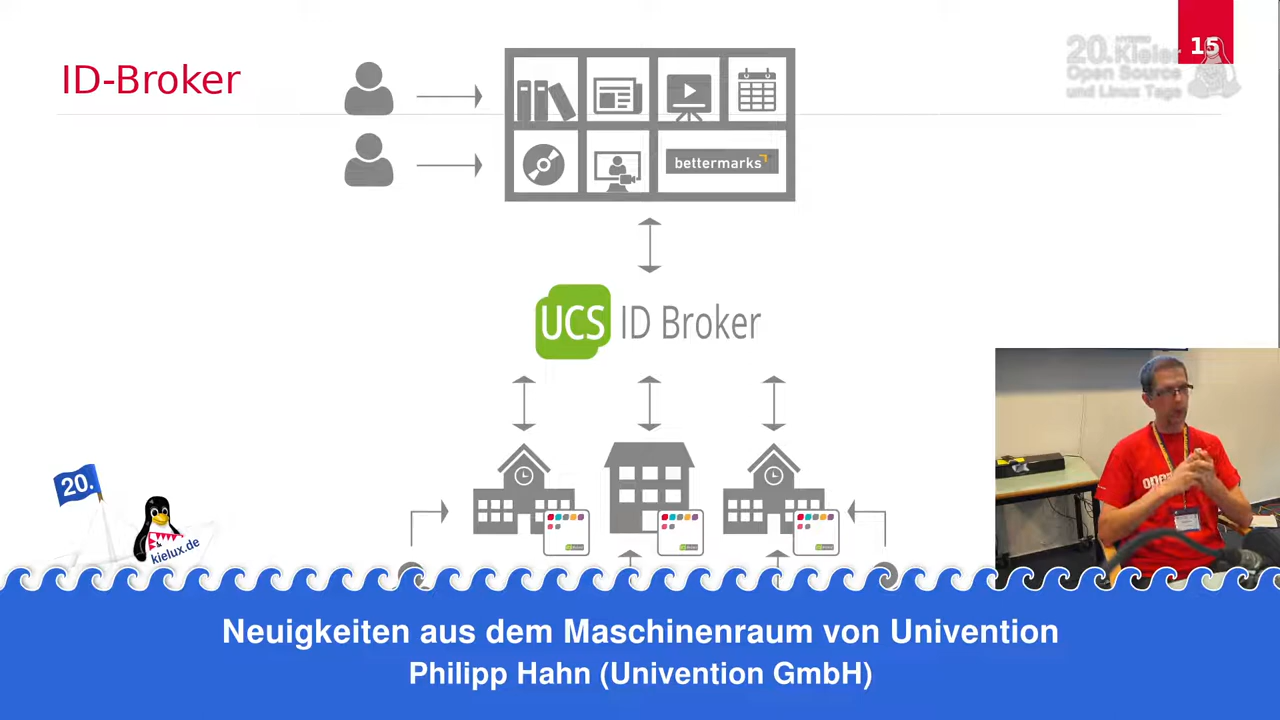 ID-Broker
15
20.
HYBRID
Kieler
Open Source
und Linux Tage
bettermarks
UCS ID Broker
20.
kielux.de
Neuigkeiten aus dem Maschinenraum von Univention
Philipp Hahn (Univention GmbH)